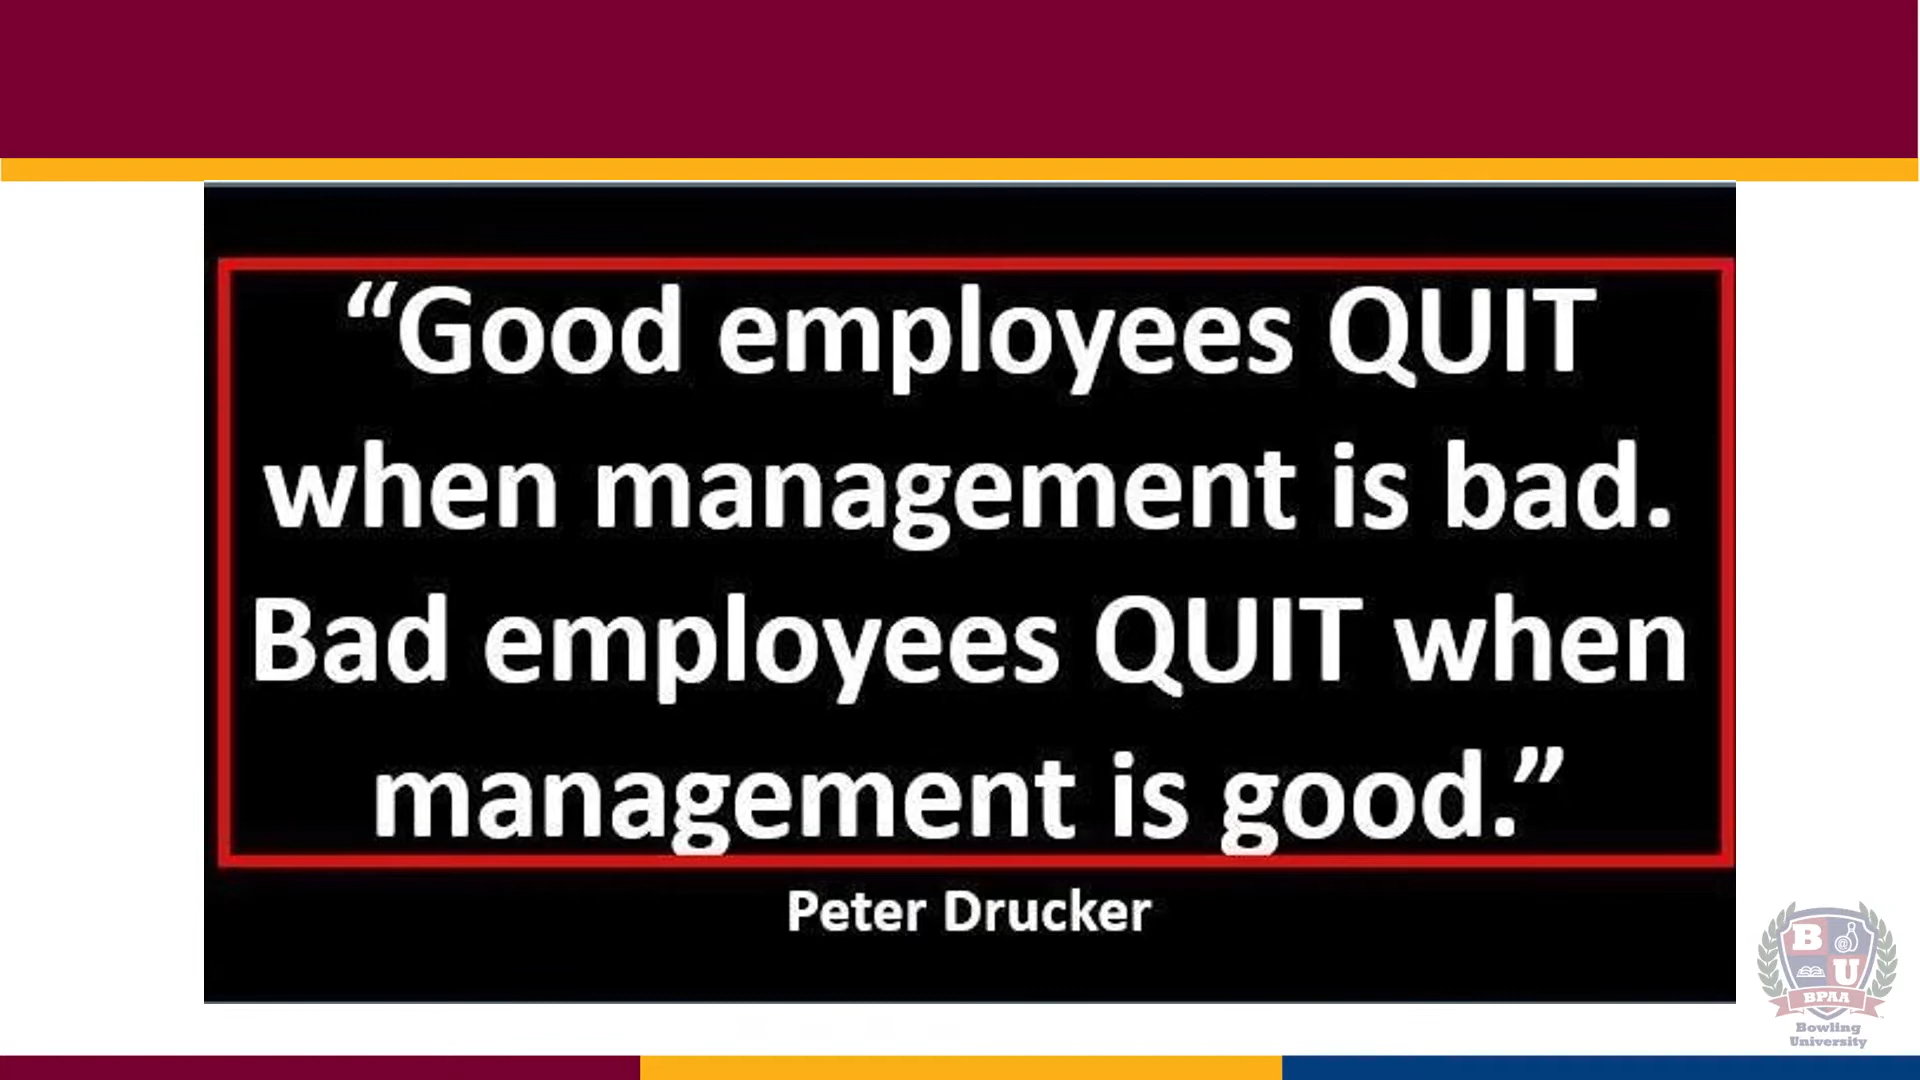 “Good employees QUIT
when management is bad.
Bad employees QUIT when
management is good.”
Peter Drucker
B
U
BPAA
Bowling
University